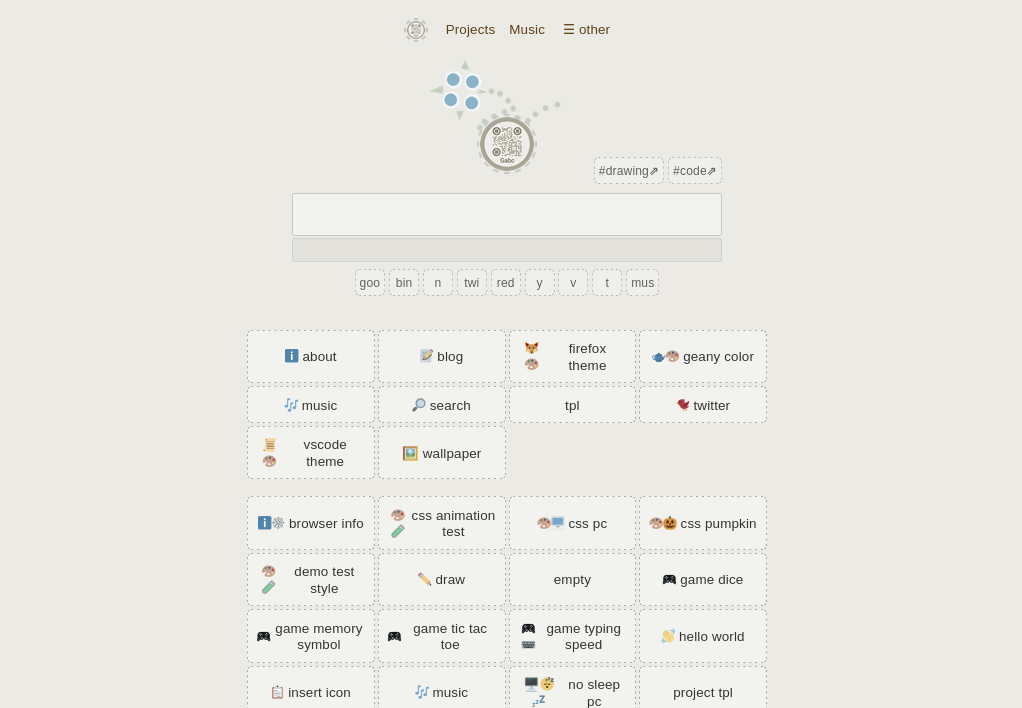 Projects Music ☰ other
Gabc
#drawing⇗ #code⇗
goo bin n twi red y v t mus
about
blog
firefox
theme
geany color
music
search
tpl
twitter
vscode
theme
wallpaper
browser info
css animation
test
css pc
css pumpkin
demo test
style
draw
empty
game dice
game memory
symbol
game tic tac
toe
game typing
speed
hello world
insert icon
music
no sleep
pc
project tpl